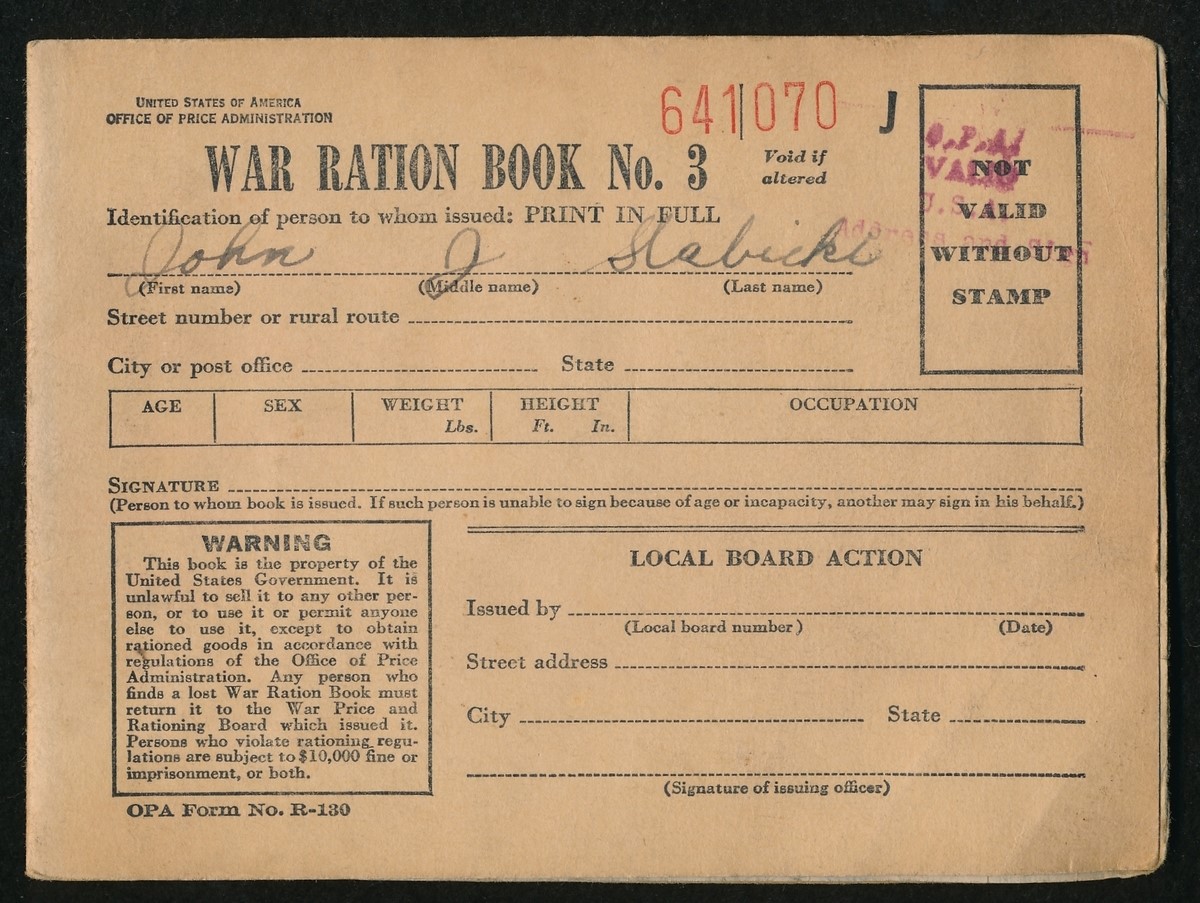 UNITED STATES OF AMERICA
OFFICE OF PRICE ADMINISTRATION
641070 J
WAR RATION BOOK No. 3
Void if
altered
Identification of person to whom issued: PRINT IN FULL
John J Slabicki
(First name) (Middle name) (Last name)
Street number or rural route
City or post office State
O.P.A.
VALID
U.S.A.
Address and
NOT
VALID
WITHOUT
STAMP
AGE SEX WEIGHT HEIGHT OCCUPATION
Lbs. Ft. In.
SIGNATURE
(Person to whom book is issued. If such person is unable to sign because of age or incapacity, another may sign in his behalf.)
WARNING
This book is the property of the
United States Government. It is
unlawful to sell it to any other per-
son, or to use it or permit anyone
else to use it, except to obtain
rationed goods in accordance with
regulations of the Office of Price
Administration. Any person who
finds a lost War Ration Book must
return it to the War Price and
Rationing Board which issued it.
Persons who violate rationing regu-
lations are subject to $10,000 fine or
imprisonment, or both.
OPA Form No. R-130
LOCAL BOARD ACTION
Issued by
(Local board number) (Date)
Street address
City State
(Signature of issuing officer)